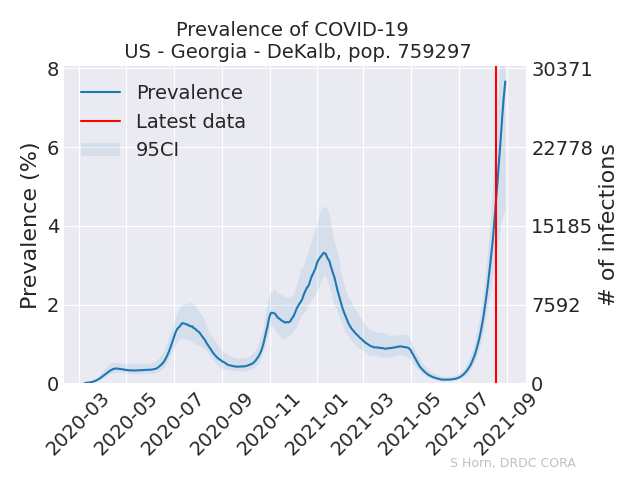 Prevalence of COVID-19
US - Georgia - DeKalb, pop. 759297
Prevalence
Latest data
95CI
Prevalence (%)
8
6
4
2
0
30371
22778
15185
7592
0
# of infections
2020-03
2020-05
2020-07
2020-09
2020-11
2021-01
2021-03
2021-05
2021-07
2021-09
S Horn, DRDC CORA